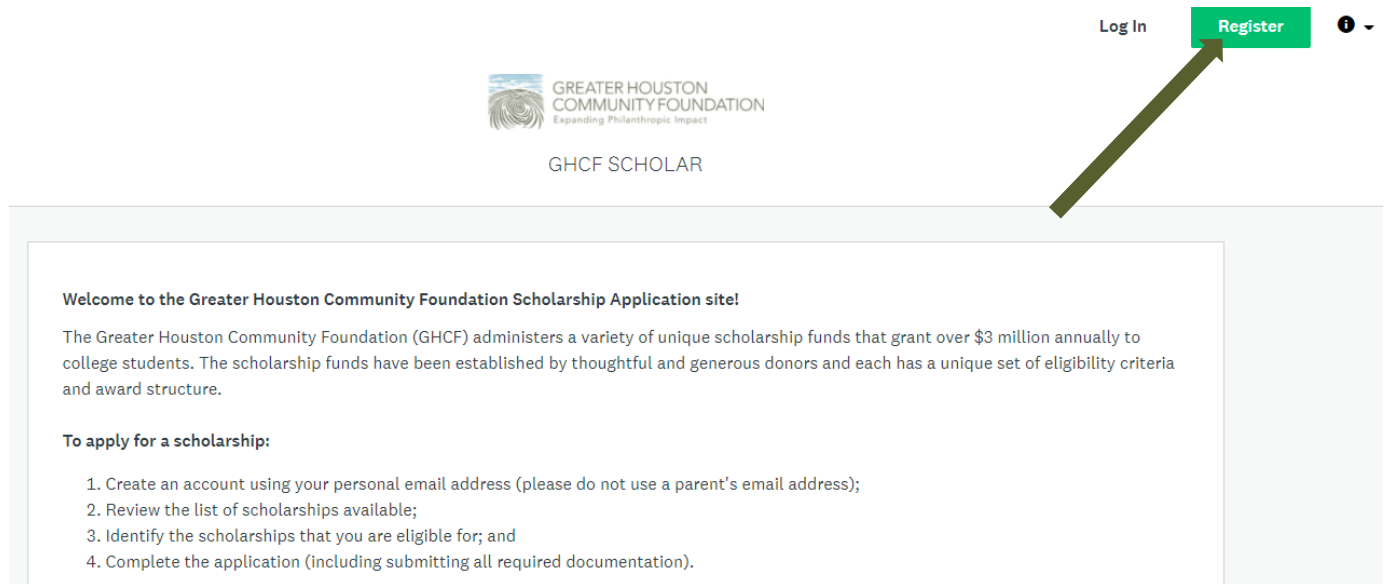 Log In Register
GREATER HOUSTON
COMMUNITY FOUNDATION
Expanding Philanthropic Impact
GHCF SCHOLAR
Welcome to the Greater Houston Community Foundation Scholarship Application site!
The Greater Houston Community Foundation (GHCF) administers a variety of unique scholarship funds that grant over $3 million annually to
college students. The scholarship funds have been established by thoughtful and generous donors and each has a unique set of eligibility criteria
and award structure.
To apply for a scholarship:
1. Create an account using your personal email address (please do not use a parent's email address);
2. Review the list of scholarships available;
3. Identify the scholarships that you are eligible for; and
4. Complete the application (including submitting all required documentation).